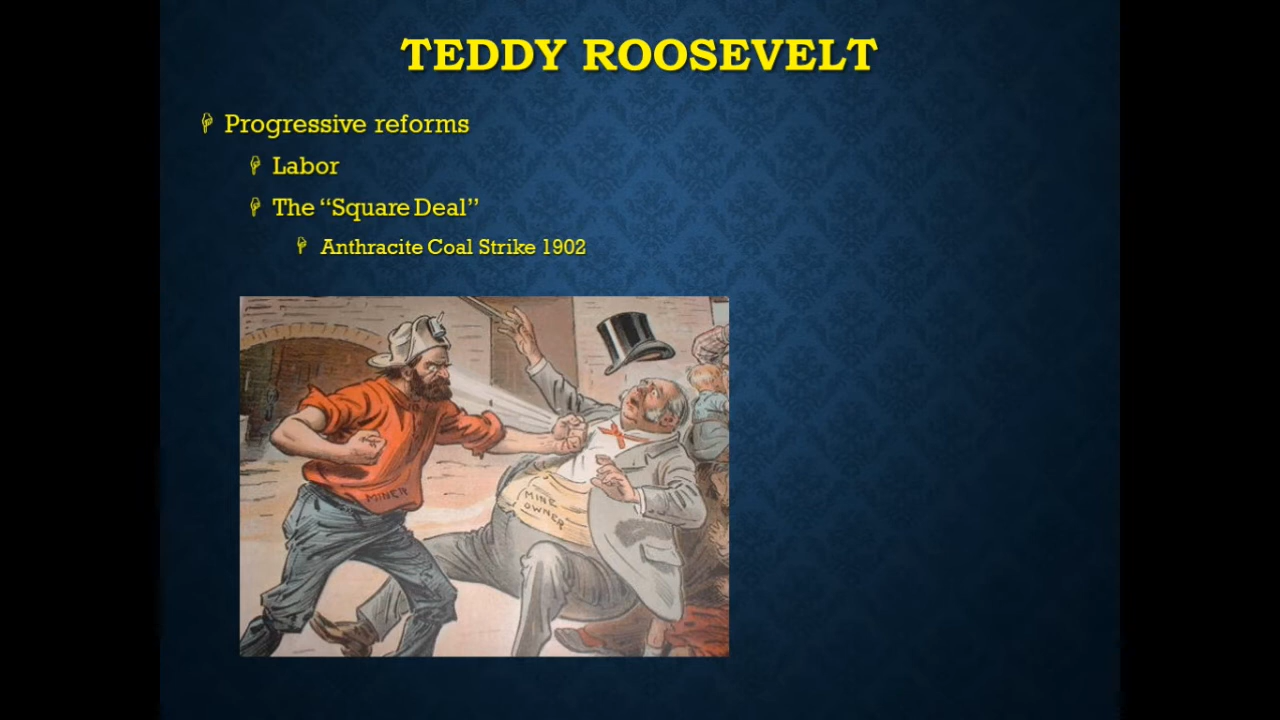 TEDDY ROOSEVELT
Progressive reforms
Labor
The “Square Deal”
Anthracite Coal Strike 1902
MINER
MINE
OWNER